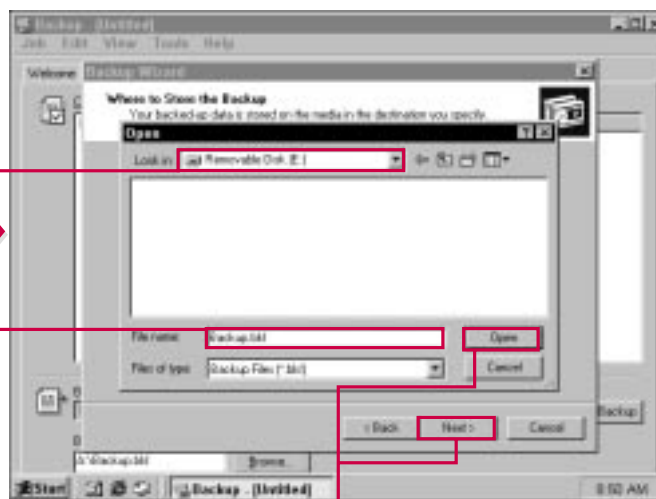 Backup - [Untitled]
Job Edit View Tools Help
Welcome
Backup Wizard
Where to Store the Backup
Your backed-up data is stored on the media in the destination you specify.
Open
Look in: Removable Disk (E:)
File name: Backup.bkf
Open
Files of type: Backup Files (*.bkf)
Cancel
< Back Next > Cancel
Backup
A:\Backup.bkf Browse...
Start Backup - [Untitled] 8:50 AM